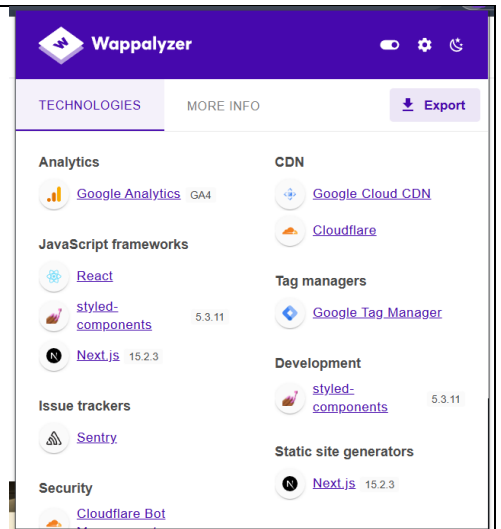 Wappalyzer
TECHNOLOGIES
MORE INFO
Export
Analytics
Google Analytics GA4
JavaScript frameworks
React
styled-
components 5.3.11
Next.js 15.2.3
Issue trackers
Sentry
Security
Cloudflare Bot
CDN
Google Cloud CDN
Cloudflare
Tag managers
Google Tag Manager
Development
styled-
components 5.3.11
Static site generators
Next.js 15.2.3